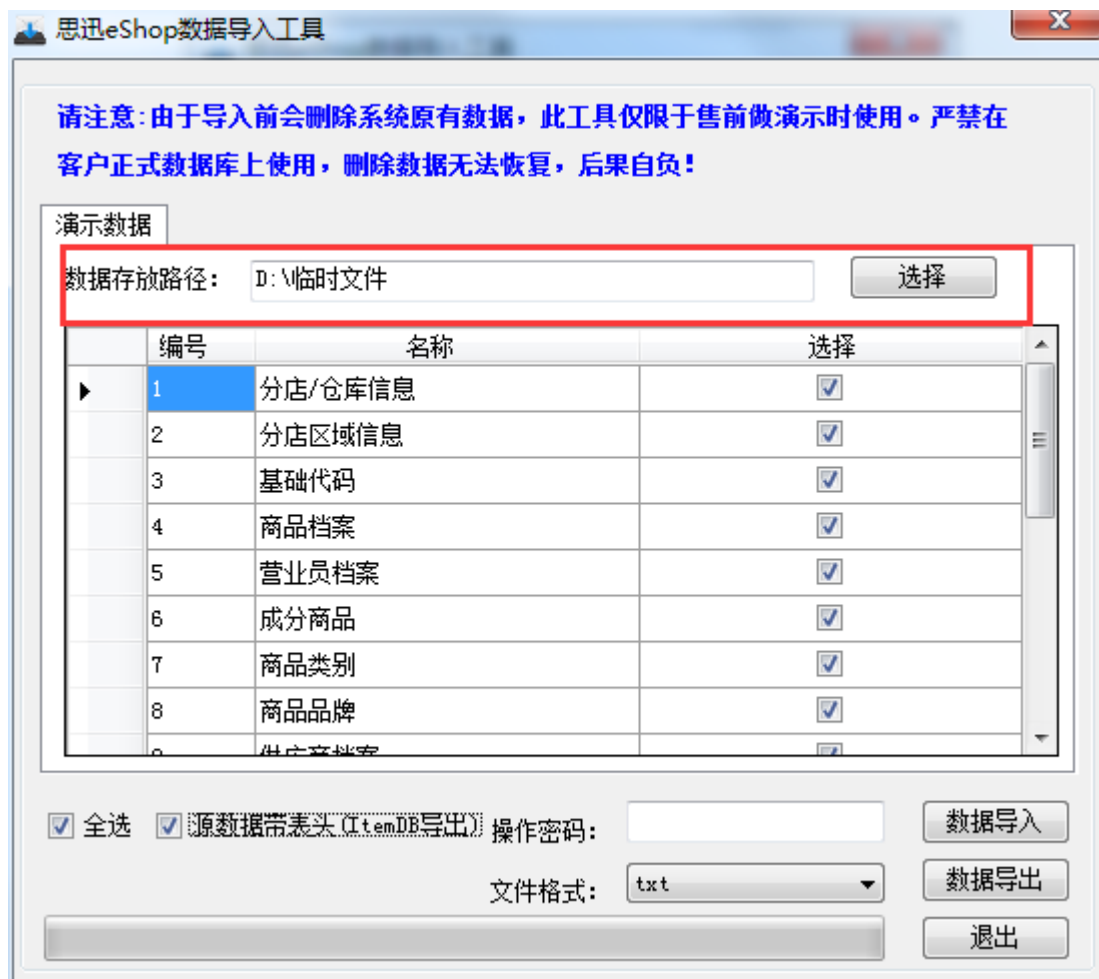 思迅eShop数据导入工具
请注意:由于导入前会删除系统原有数据，此工具仅限于售前做演示时使用。严禁在
客户正式数据库上使用，删除数据无法恢复，后果自负!
演示数据
数据存放路径： D:\临时文件 选择
编号 名称 选择
1 分店/仓库信息
2 分店区域信息
3 基础代码
4 商品档案
5 营业员档案
6 成分商品
7 商品类别
8 商品品牌
9 供应商档案
全选 源数据带表头(ItemDB导出) 操作密码： 数据导入
文件格式： txt 数据导出
退出